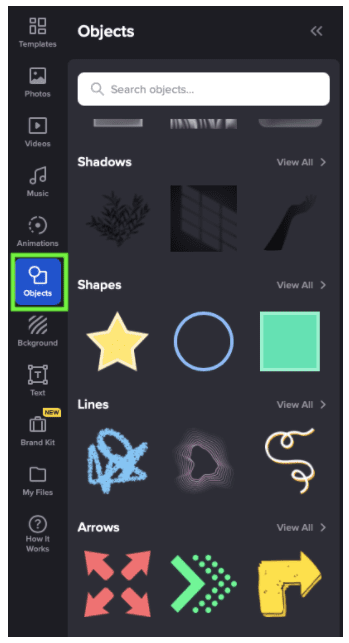 Templates
Photos
Videos
Music
Animations
Objects
Bckground
Text
NEW
Brand Kit
My Files
?
How It
Works
Objects
Search objects...
Shadows View All
Shapes View All
Lines View All
Arrows View All